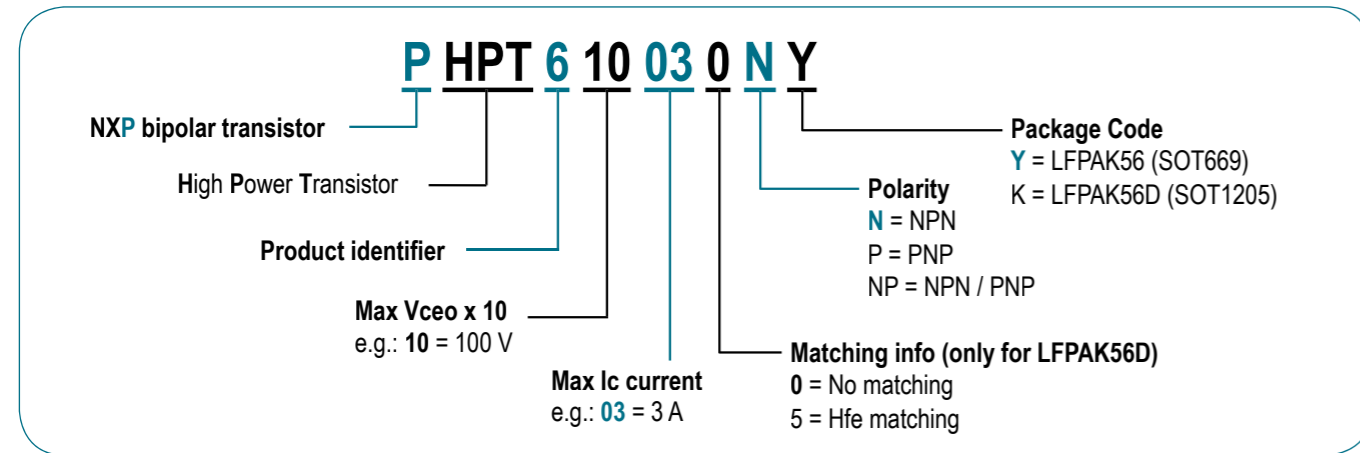 P HPT 6 10 03 0 N Y
NXP bipolar transistor
High Power Transistor
Product identifier
Max Vceo x 10
e.g.: 10 = 100 V
Max Ic current
e.g.: 03 = 3 A
Matching info (only for LFPAK56D)
0 = No matching
5 = Hfe matching
Polarity
N = NPN
P = PNP
NP = NPN / PNP
Package Code
Y = LFPAK56 (SOT669)
K = LFPAK56D (SOT1205)